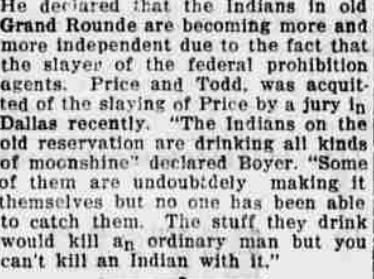 He declared that the Indians in old
Grand Rounde are becoming more and
more independent due to the fact that
the slayer of the federal prohibition
agents. Price and Todd, was acquit-
ted of the slaying of Price by a jury in
Dallas recently. "The Indians on the
old reservation are drinking all kinds
of moonshine" declared Boyer. "Some
of them are undoubtdely making it
themselves but no one has been able
to catch them. The stuff they drink
would kill an ordinary man but you
can't kill an Indian with it."